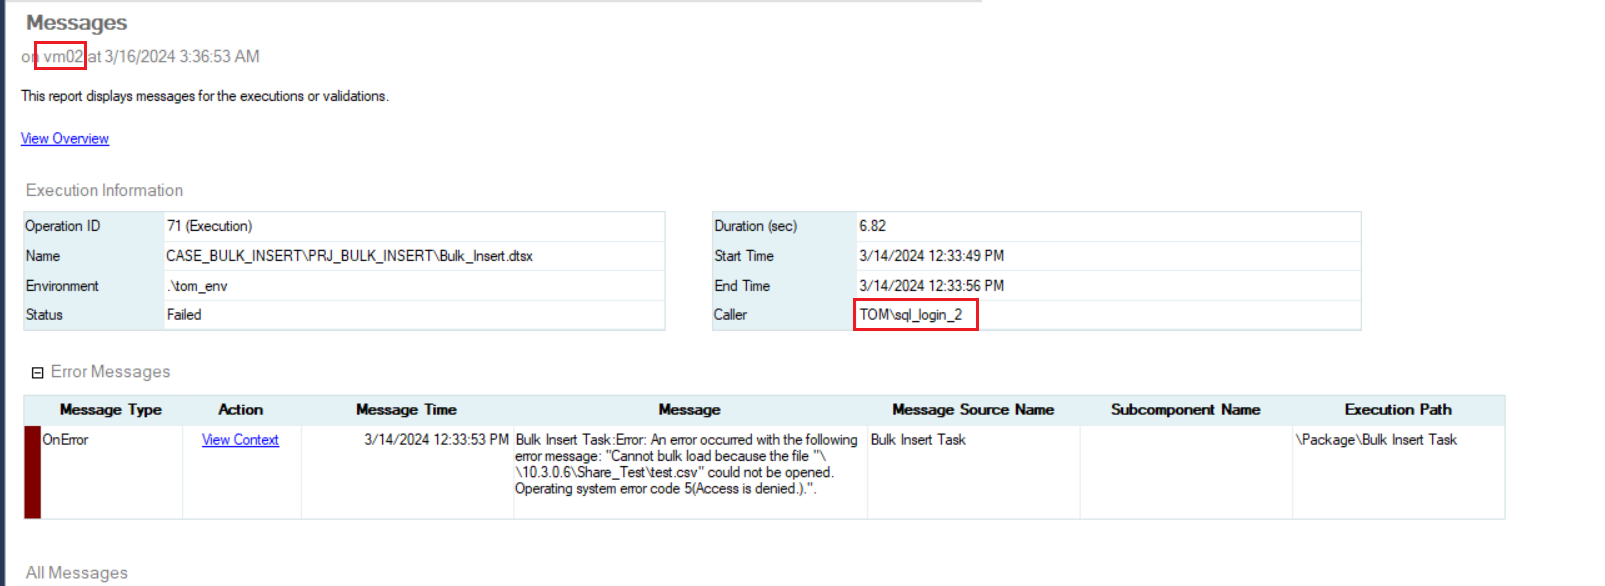 Messages
on vm02 at 3/16/2024 3:36:53 AM
This report displays messages for the executions or validations.
View Overview
Execution Information
Operation ID 71 (Execution)
Name CASE_BULK_INSERT\PRJ_BULK_INSERT\Bulk_Insert.dtsx
Environment .\tom_env
Status Failed
Duration (sec) 6.82
Start Time 3/14/2024 12:33:49 PM
End Time 3/14/2024 12:33:56 PM
Caller TOM\sql_login_2
Error Messages
Message Type Action Message Time Message Message Source Name Subcomponent Name Execution Path
OnError View Context 3/14/2024 12:33:53 PM Bulk Insert Task:Error: An error occurred with the following Bulk Insert Task \Package\Bulk Insert Task
error message: "Cannot bulk load because the file "\
\10.3.0.6\Share_Test\test.csv" could not be opened.
Operating system error code 5(Access is denied.).".
All Messages